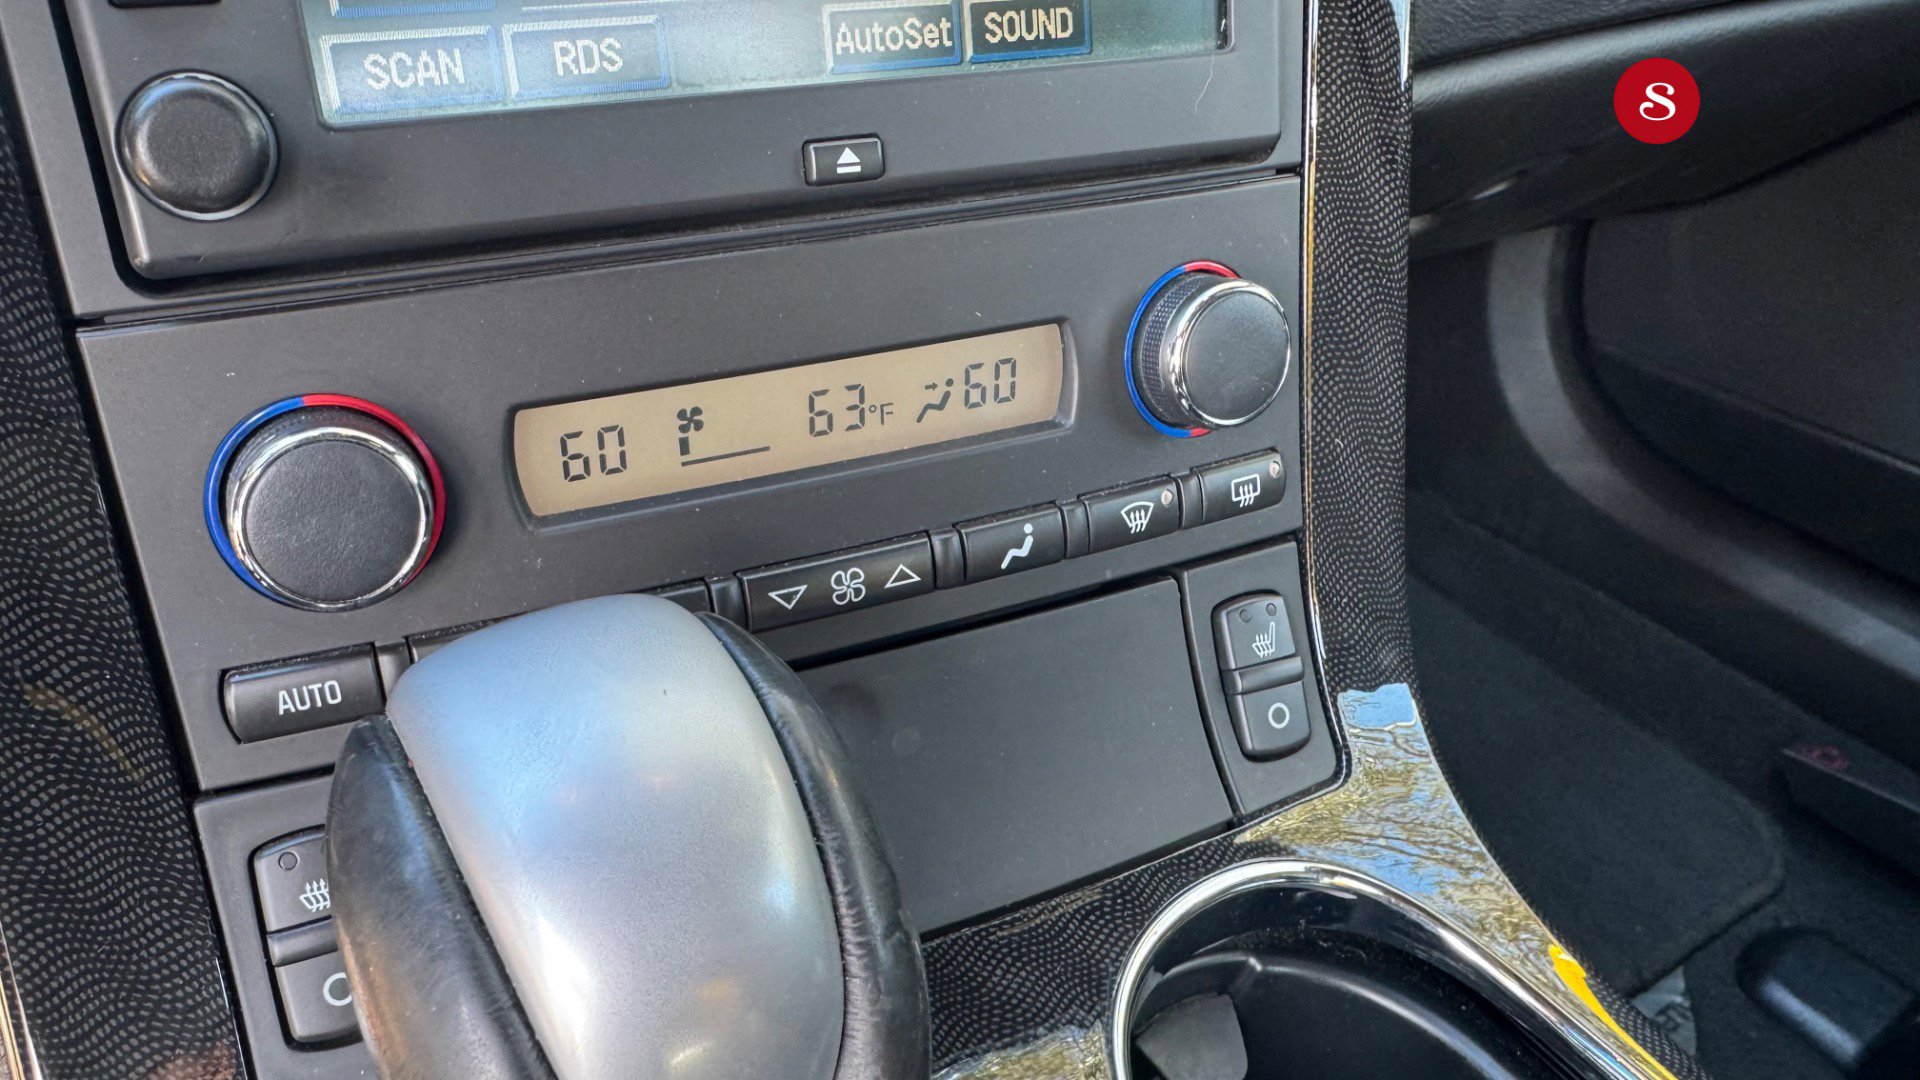 SCAN RDS AutoSet SOUND
S
60 63°F 60
AUTO